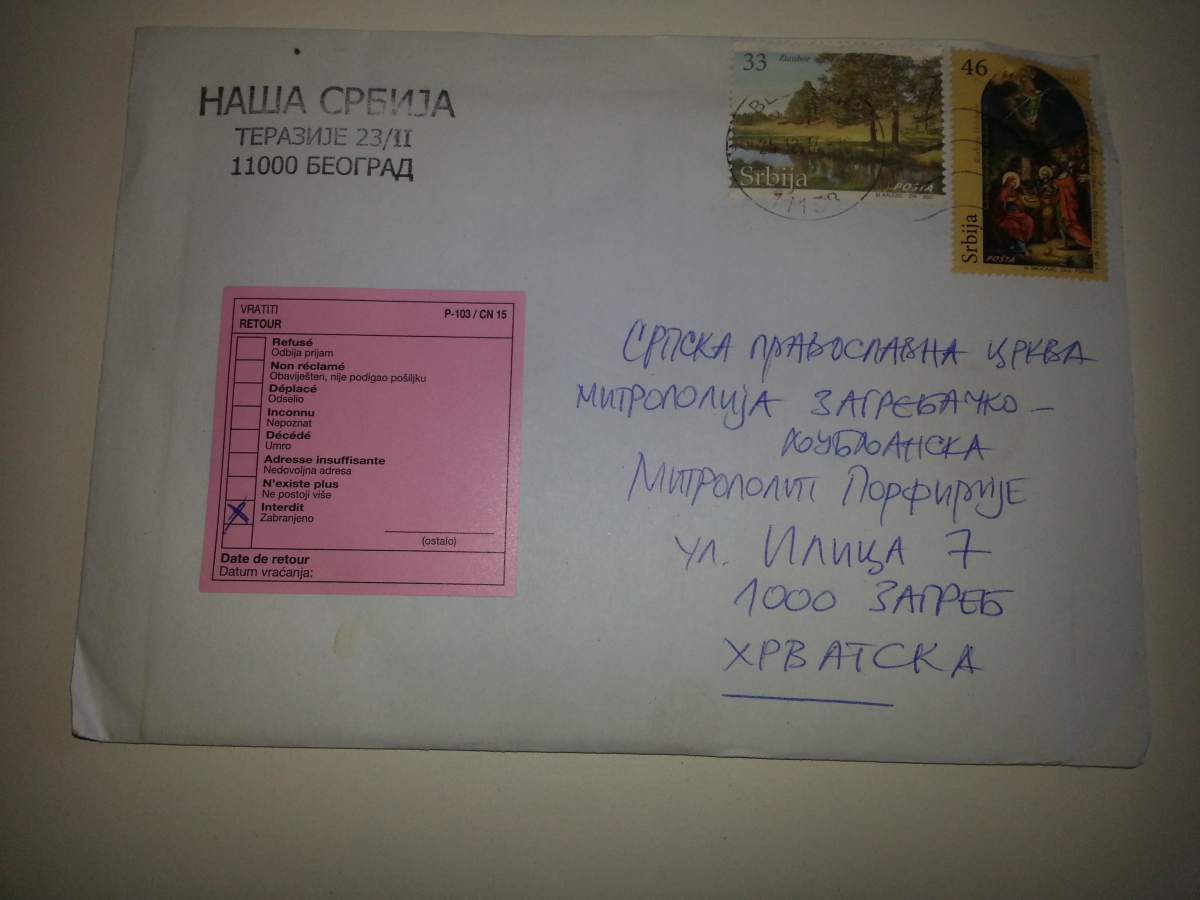 НАША СРБИЈА
ТЕРАЗИЈЕ 23/II
11000 БЕОГРАД
33
Srbija
POŠTA
46
Srbija
POŠTA
VRATITI
RETOUR
P-103 / CN 15
Refusé
Odbija prijam
Non réclamé
Obaviješten, nije podigao pošiljku
Déplacé
Odselio
Inconnu
Nepoznat
Décédé
Umro
Adresse insuffisante
Nedovoljna adresa
N'existe plus
Ne postoji više
Interdit
Zabranjeno
(ostalo)
Date de retour
Datum vraćanja:
СРПСКА ПРАВОСЛАВНА ЦРКВА
МИТРОПОЛИЈА ЗАГРЕБАЧКО-
ЉУБЉАНСКА
МИТРОПОЛИТ ПОРФИРИЈЕ
УЛ. ИЛИЦА 7
1000 ЗАГРЕБ
ХРВАТСКА